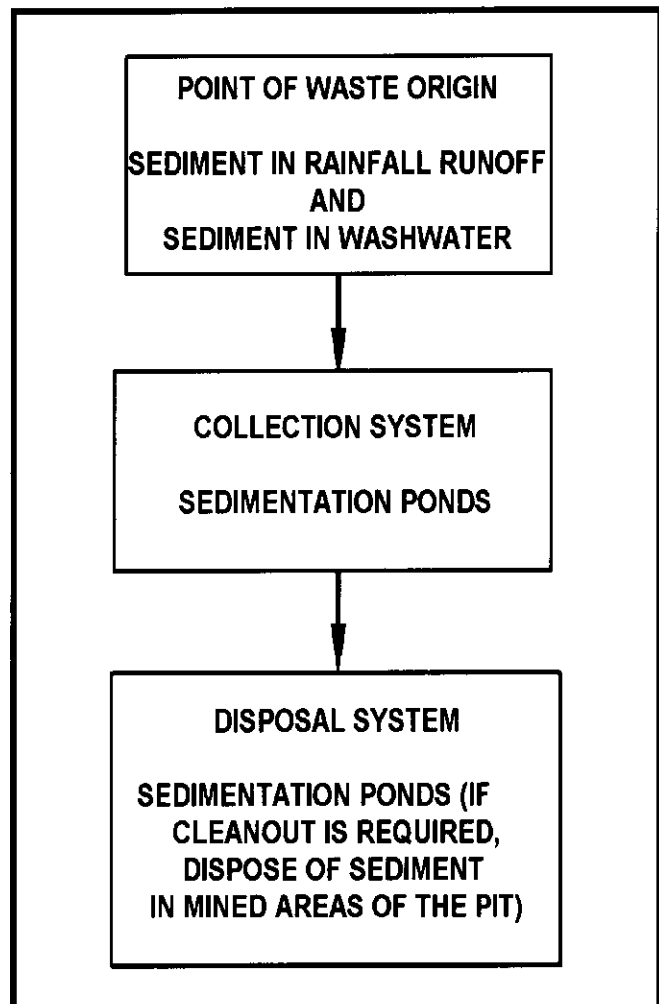 POINT OF WASTE ORIGIN
SEDIMENT IN RAINFALL RUNOFF
AND
SEDIMENT IN WASHWATER
COLLECTION SYSTEM
SEDIMENTATION PONDS
DISPOSAL SYSTEM
SEDIMENTATION PONDS (IF
CLEANOUT IS REQUIRED,
DISPOSE OF SEDIMENT
IN MINED AREAS OF THE PIT)